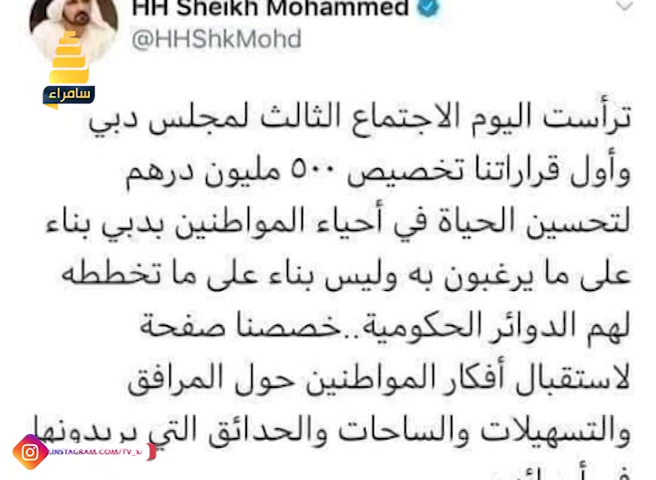 HH Sheikh Mohammed
@HHShkMohd
سامراء
ترأست اليوم الاجتماع الثالث لمجلس دبي
وأول قراراتنا تخصيص ٥٠٠ مليون درهم
لتحسين الحياة في أحياء المواطنين بدبي بناء
على ما يرغبون به وليس بناء على ما تخططه
لهم الدوائر الحكومية..خصصنا صفحة
لاستقبال أفكار المواطنين حول المرافق
والتسهيلات والساحات والحدائق التي يريدونها
INSTAGRAM.COM/TV_
في